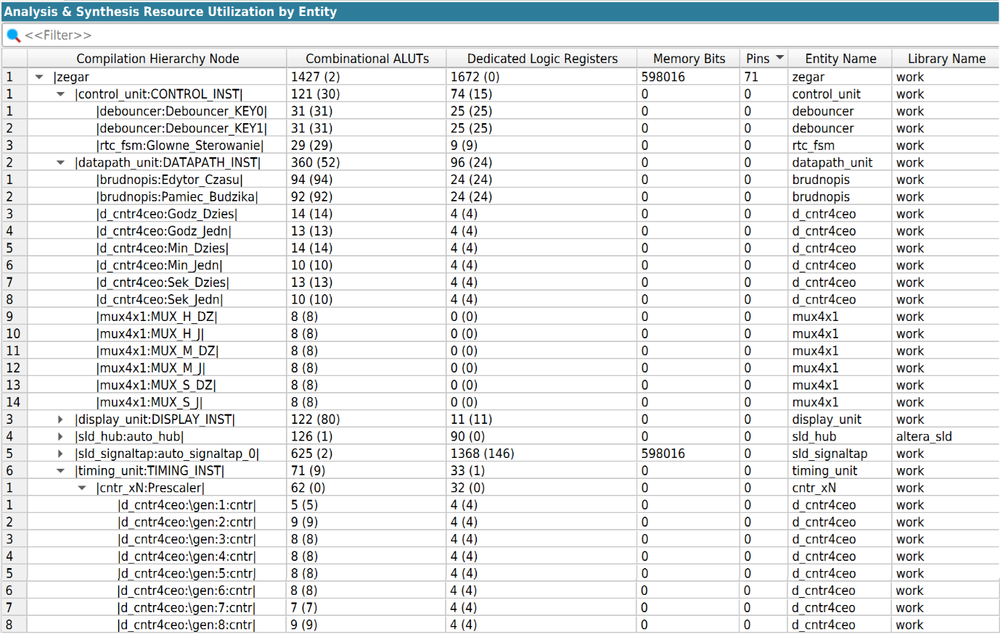 Analysis & Synthesis Resource Utilization by Entity
<<Filter>>
Compilation Hierarchy Node Combinational ALUTs Dedicated Logic Registers Memory Bits Pins Entity Name Library Name
1 |zegar 1427 (2) 1672 (0) 598016 71 zegar work
1 |control_unit:CONTROL_INST| 121 (30) 74 (15) 0 0 control_unit work
1 |debouncer:Debouncer_KEY0| 31 (31) 25 (25) 0 0 debouncer work
2 |debouncer:Debouncer_KEY1| 31 (31) 25 (25) 0 0 debouncer work
3 |rtc_fsm:Glowne_Sterowanie| 29 (29) 9 (9) 0 0 rtc_fsm work
2 |datapath_unit:DATAPATH_INST| 360 (52) 96 (24) 0 0 datapath_unit work
1 |brudnopis:Edytor_Czasu| 94 (94) 24 (24) 0 0 brudnopis work
2 |brudnopis:Pamiec_Budzika| 92 (92) 24 (24) 0 0 brudnopis work
3 |d_cntr4ceo:Godz_Dzies| 14 (14) 4 (4) 0 0 d_cntr4ceo work
4 |d_cntr4ceo:Godz_Jedn| 13 (13) 4 (4) 0 0 d_cntr4ceo work
5 |d_cntr4ceo:Min_Dzies| 14 (14) 4 (4) 0 0 d_cntr4ceo work
6 |d_cntr4ceo:Min_Jedn| 10 (10) 4 (4) 0 0 d_cntr4ceo work
7 |d_cntr4ceo:Sek_Dzies| 13 (13) 4 (4) 0 0 d_cntr4ceo work
8 |d_cntr4ceo:Sek_Jedn| 10 (10) 4 (4) 0 0 d_cntr4ceo work
9 |mux4x1:MUX_H_DZ| 8 (8) 0 (0) 0 0 mux4x1 work
10 |mux4x1:MUX_H_J| 8 (8) 0 (0) 0 0 mux4x1 work
11 |mux4x1:MUX_M_DZ| 8 (8) 0 (0) 0 0 mux4x1 work
12 |mux4x1:MUX_M_J| 8 (8) 0 (0) 0 0 mux4x1 work
13 |mux4x1:MUX_S_DZ| 8 (8) 0 (0) 0 0 mux4x1 work
14 |mux4x1:MUX_S_J| 8 (8) 0 (0) 0 0 mux4x1 work
3 |display_unit:DISPLAY_INST| 122 (80) 11 (11) 0 0 display_unit work
4 |sld_hub:auto_hub| 126 (1) 90 (0) 0 0 sld_hub altera_sld
5 |sld_signaltap:auto_signaltap_0| 625 (2) 1368 (146) 598016 0 sld_signaltap work
6 |timing_unit:TIMING_INST| 71 (9) 33 (1) 0 0 timing_unit work
1 |cntr_xN:Prescaler| 62 (0) 32 (0) 0 0 cntr_xN work
1 |d_cntr4ceo:\gen:1:cntr| 5 (5) 4 (4) 0 0 d_cntr4ceo work
2 |d_cntr4ceo:\gen:2:cntr| 9 (9) 4 (4) 0 0 d_cntr4ceo work
3 |d_cntr4ceo:\gen:3:cntr| 8 (8) 4 (4) 0 0 d_cntr4ceo work
4 |d_cntr4ceo:\gen:4:cntr| 8 (8) 4 (4) 0 0 d_cntr4ceo work
5 |d_cntr4ceo:\gen:5:cntr| 8 (8) 4 (4) 0 0 d_cntr4ceo work
6 |d_cntr4ceo:\gen:6:cntr| 8 (8) 4 (4) 0 0 d_cntr4ceo work
7 |d_cntr4ceo:\gen:7:cntr| 7 (7) 4 (4) 0 0 d_cntr4ceo work
8 |d_cntr4ceo:\gen:8:cntr| 9 (9) 4 (4) 0 0 d_cntr4ceo work